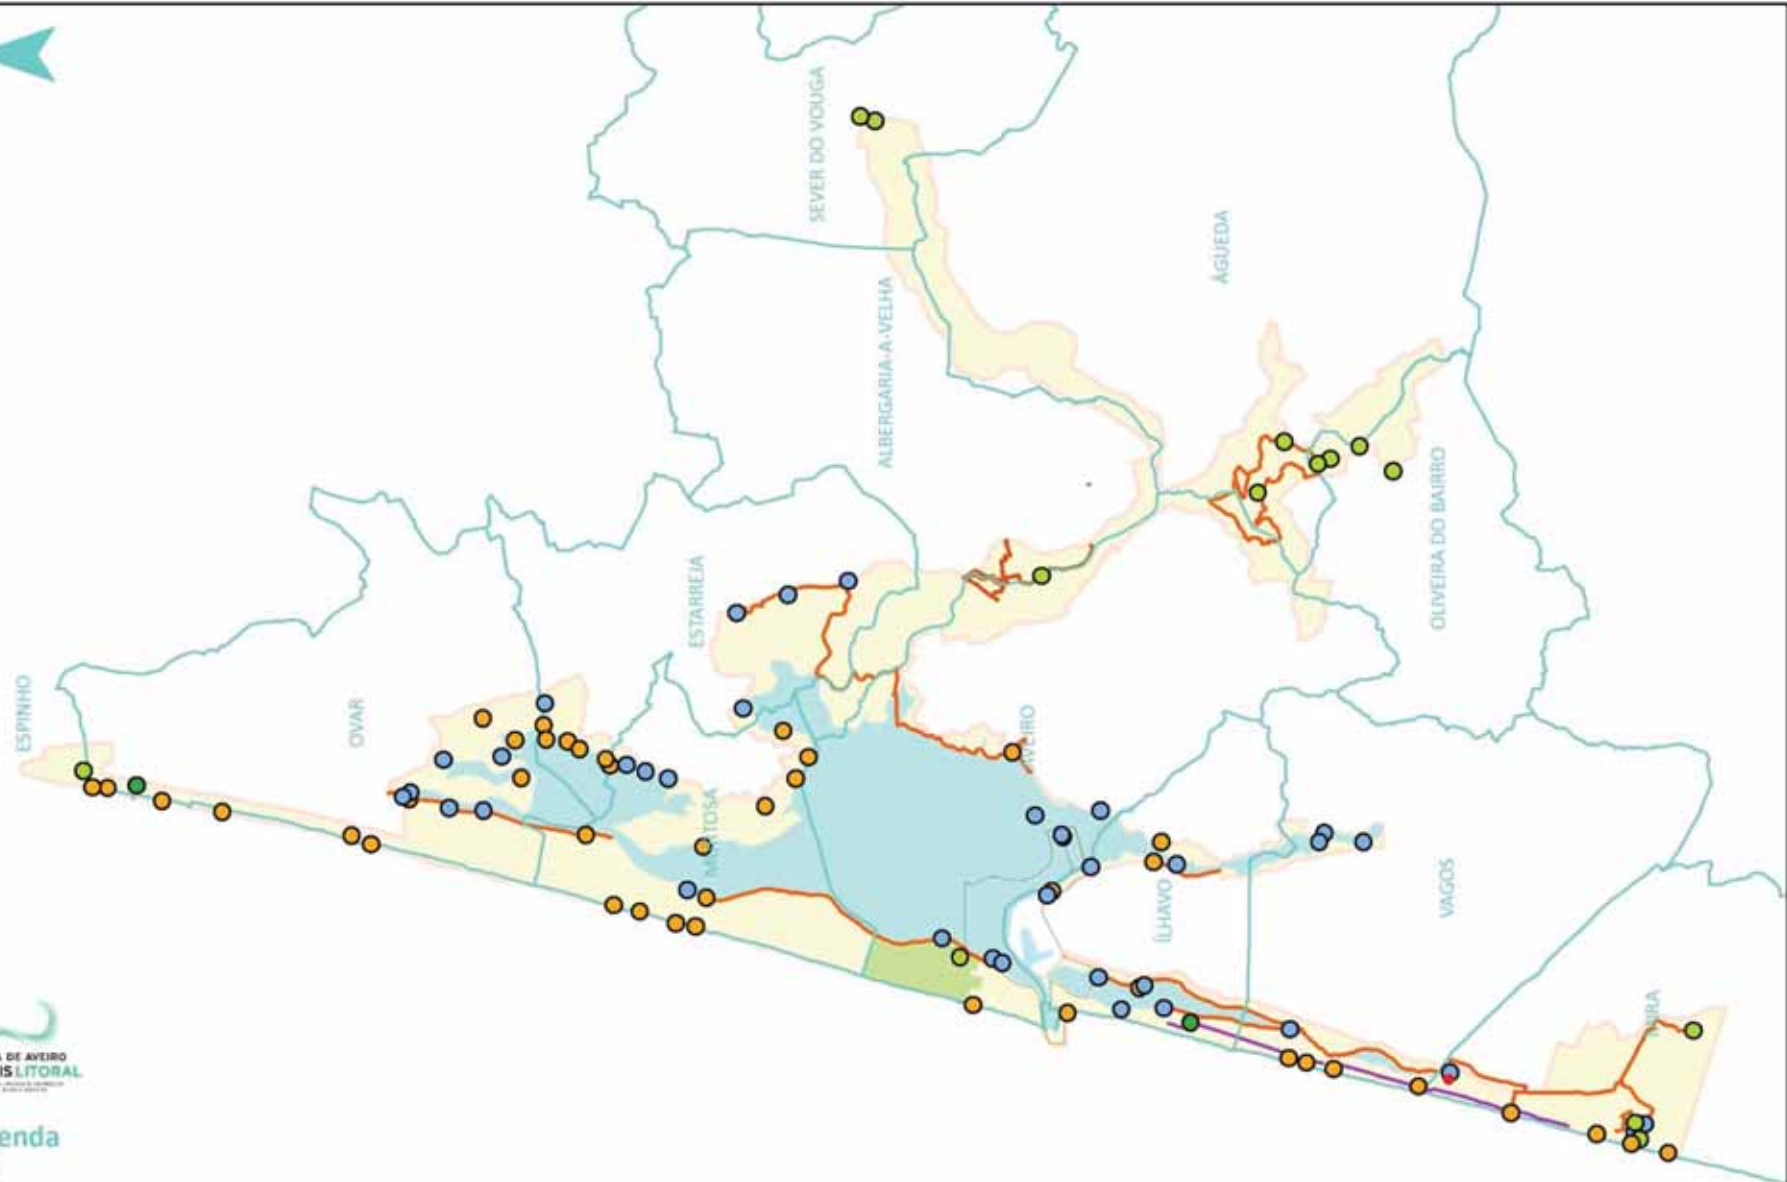 SEVER DO VOUGA
ÁGUEDA
ALBERGARIA-A-VELHA
OLIVEIRA DO BAIRRO
ESTARREJA
ESPINHO
OVAR
AVEIRO
MURTOSA
ÍLHAVO
VAGOS
MIRA
DE AVEIRO
IS LITORAL
enda